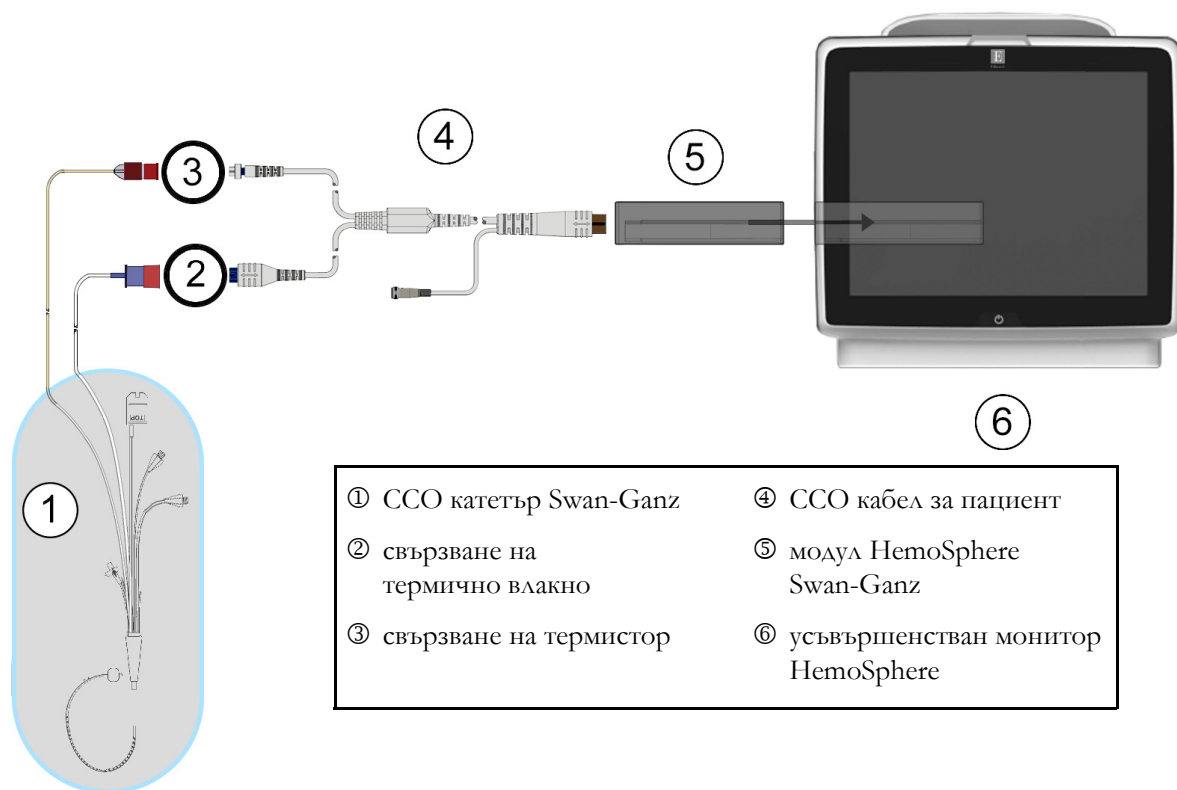 ④
③
⑤
E
②
TOP
⑥
①
① CCO катетър Swan-Ganz
② свързване на
термично влакно
③ свързване на термистор
④ CCO кабел за пациент
⑤ модул HemoSphere
Swan-Ganz
⑥ усъвършенстван монитор
HemoSphere